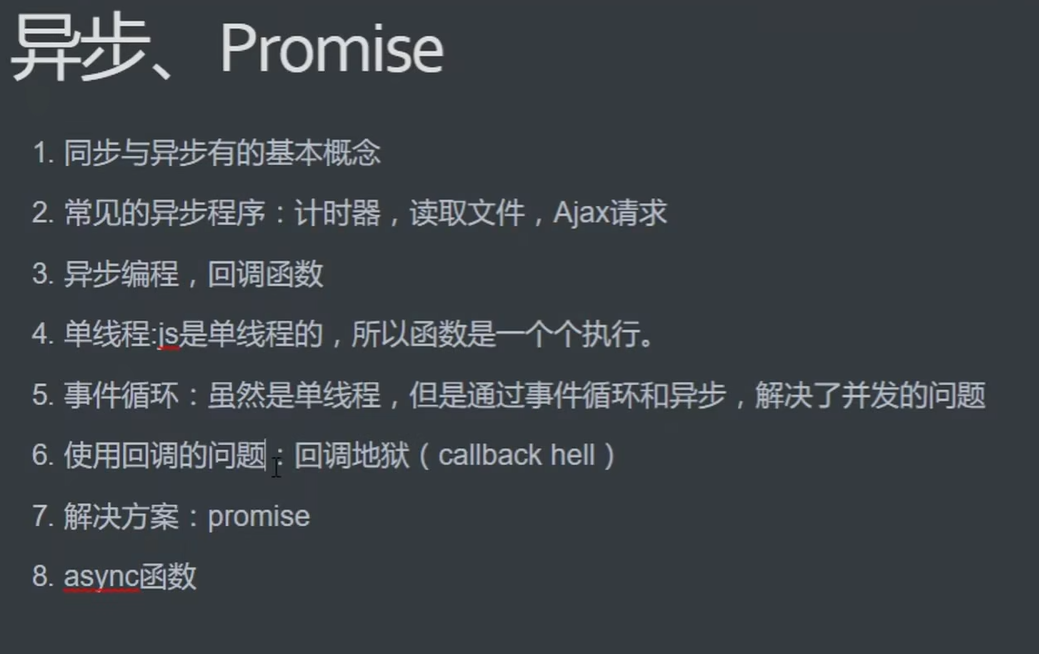 异步、Promise
1. 同步与异步有的基本概念
2. 常见的异步程序：计时器，读取文件，Ajax请求
3. 异步编程，回调函数
4. 单线程:js是单线程的，所以函数是一个个执行。
5. 事件循环：虽然是单线程，但是通过事件循环和异步，解决了并发的问题
6. 使用回调的问题：回调地狱（callback hell）
7. 解决方案：promise
8. async函数